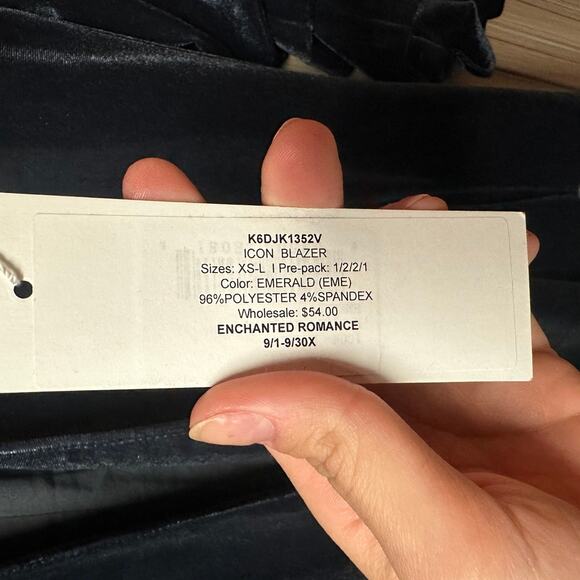 K6DJK1352V
ICON BLAZER
Sizes: XS-L I Pre-pack: 1/2/2/1
Color: EMERALD (EME)
96%POLYESTER 4%SPANDEX
Wholesale: $54.00
ENCHANTED ROMANCE
9/1-9/30X